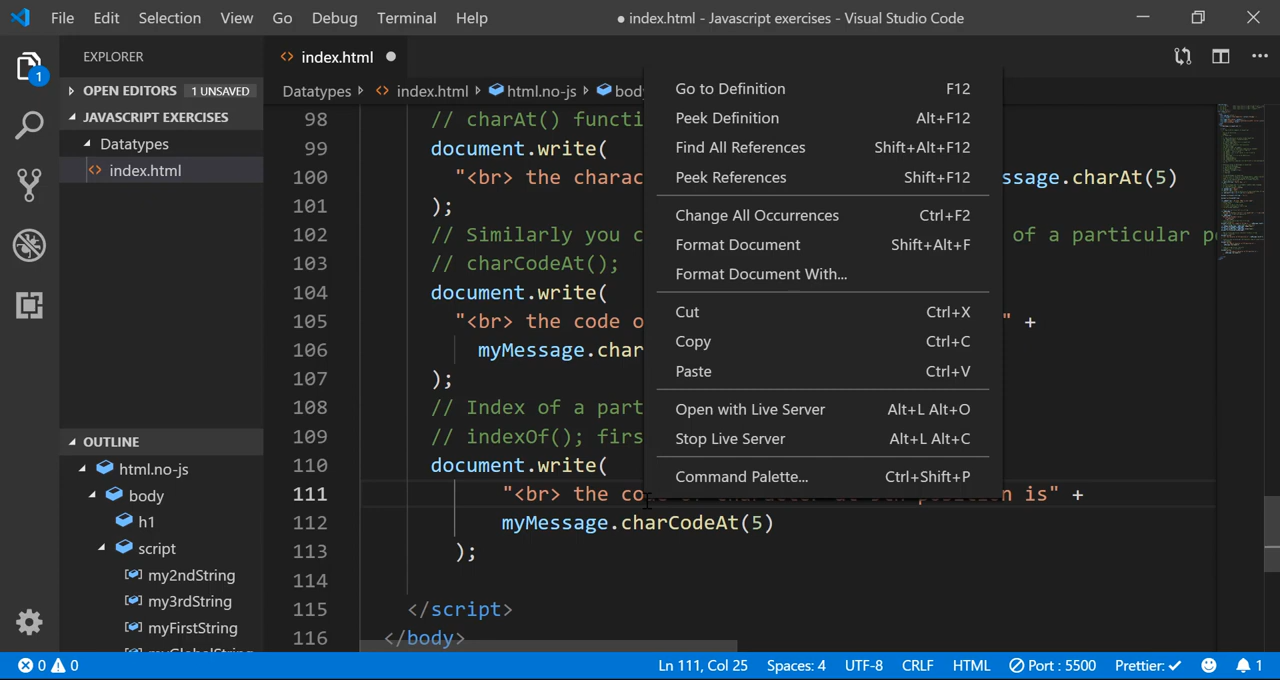 File Edit Selection View Go Debug Terminal Help
● index.html - Javascript exercises - Visual Studio Code
1
EXPLORER
OPEN EDITORS 1 UNSAVED
JAVASCRIPT EXERCISES
Datatypes
<> index.html
OUTLINE
html.no-js
body
h1
script
my2ndString
my3rdString
myFirstString
<> index.html ●
Datatypes <> index.html html.no-js body
98 // charAt() functi
99 document.write(
100 "<br> the charac ssage.charAt(5)
101 );
102 // Similarly you c of a particular p
103 // charCodeAt();
104 document.write(
105 "<br> the code o " +
106 myMessage.char
107 );
108 // Index of a part
109 // indexOf(); firs
110 document.write(
111 "<br> the is" +
112 myMessage.charCodeAt(5)
113 );
114
115 </script>
116 </body>
Go to Definition F12
Peek Definition Alt+F12
Find All References Shift+Alt+F12
Peek References Shift+F12
Change All Occurrences Ctrl+F2
Format Document Shift+Alt+F
Format Document With...
Cut Ctrl+X
Copy Ctrl+C
Paste Ctrl+V
Open with Live Server Alt+L Alt+O
Stop Live Server Alt+L Alt+C
Command Palette... Ctrl+Shift+P
0 0 Ln 111, Col 25 Spaces: 4 UTF-8 CRLF HTML Port : 5500 Prettier: ✓ 1